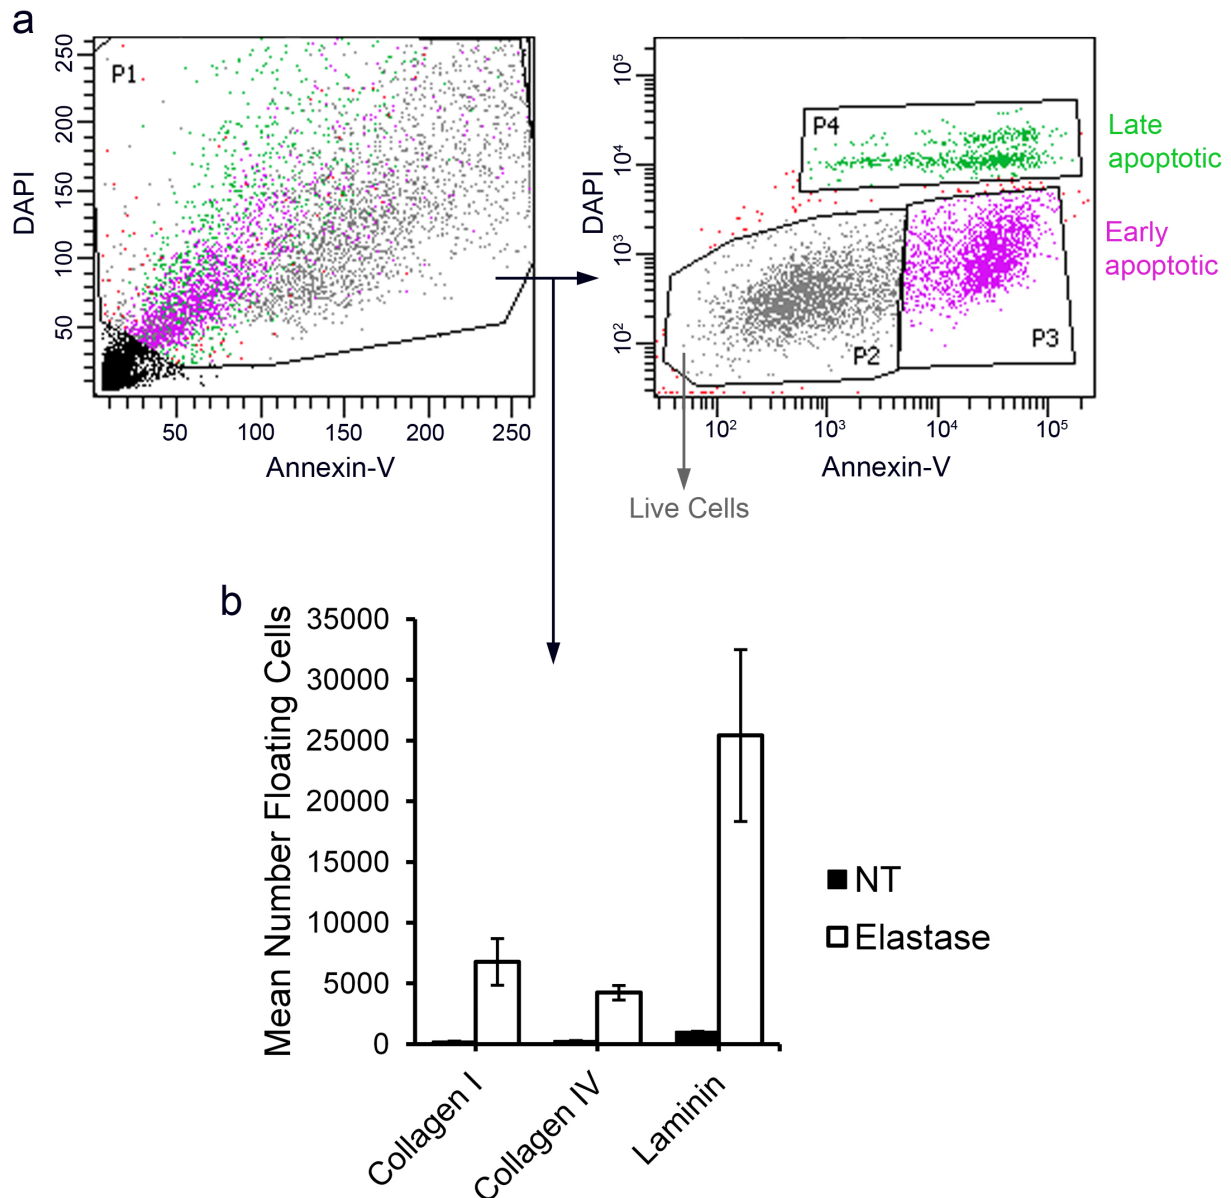 a
P1
DAPI
250
200
150
100
50
50 100 150 200 250
Annexin-V
P4
P2
P3
DAPI
10⁵
10⁴
10³
10²
10² 10³ 10⁴ 10⁵
Annexin-V
Late
apoptotic
Early
apoptotic
Live Cells
b
Mean Number Floating Cells
35000
30000
25000
20000
15000
10000
5000
0
Collagen I
Collagen IV
Laminin
NT
Elastase